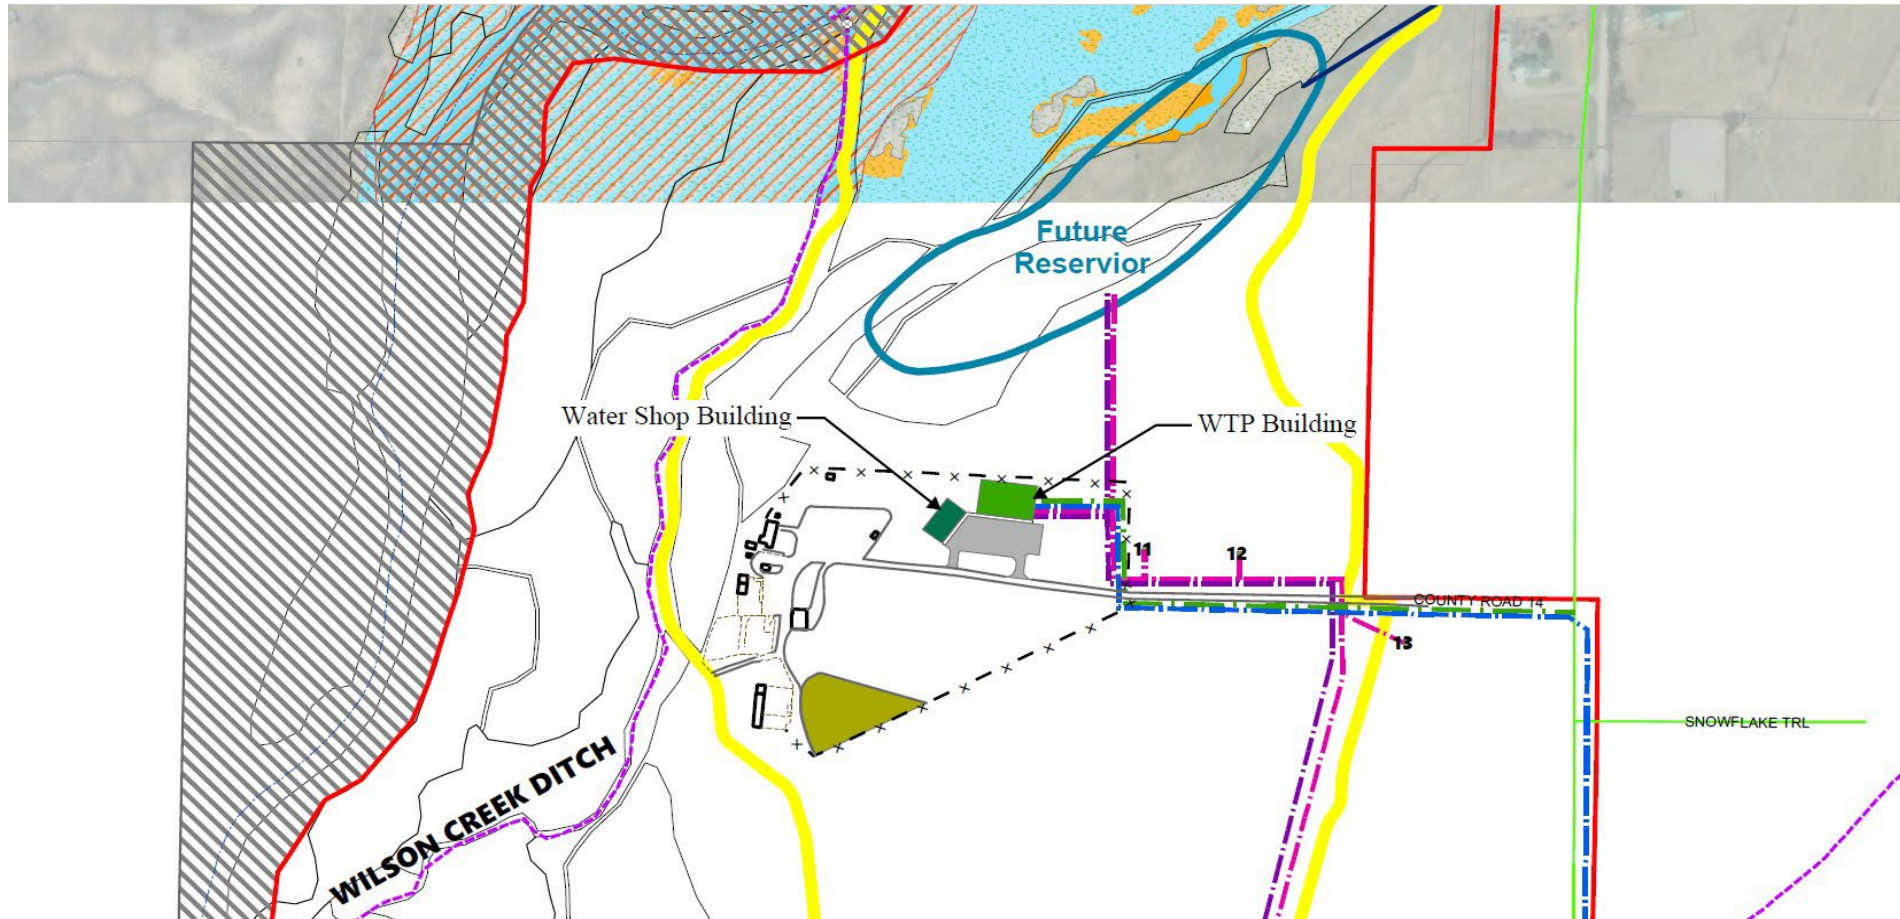 Future
Reservior
Water Shop Building
WTP Building
11
12
COUNTY ROAD 14
13
SNOWFLAKE TRL
WILSON CREEK DITCH